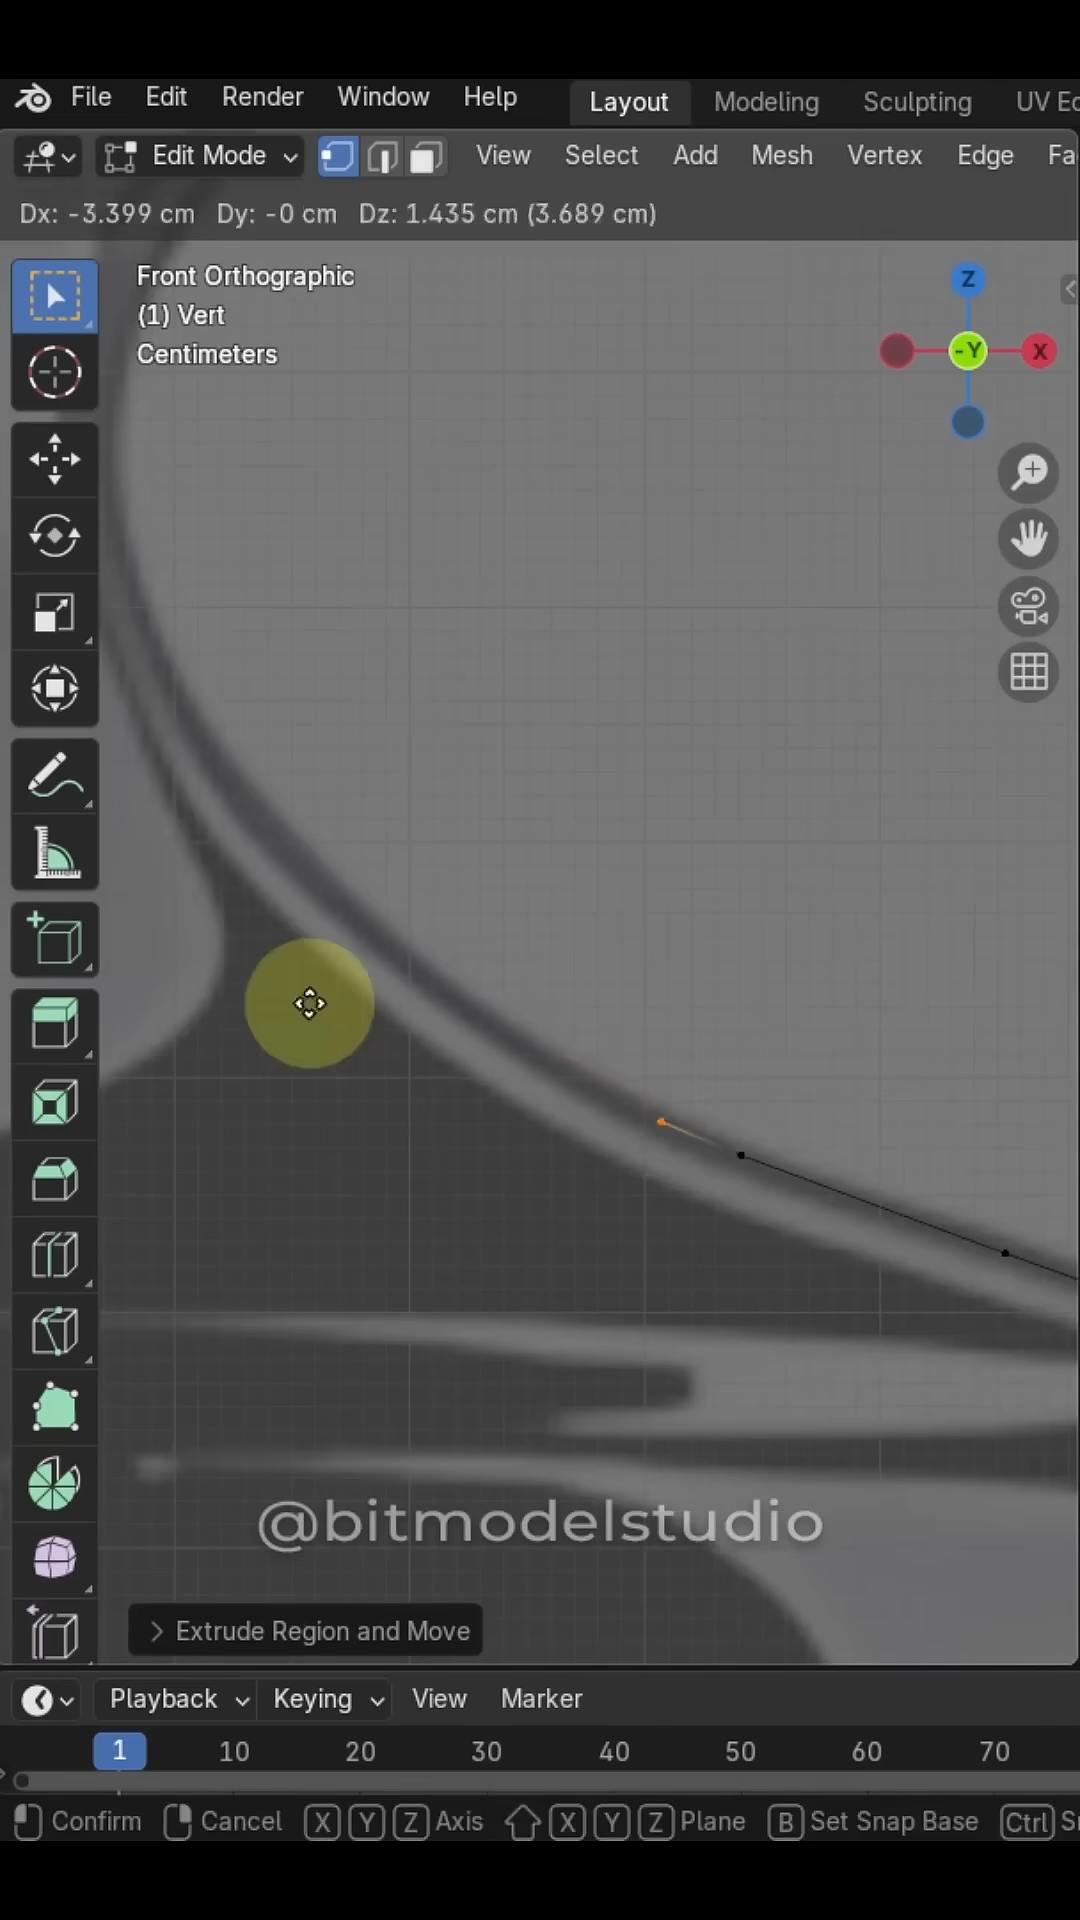 File Edit Render Window Help Layout Modeling Sculpting UV Ec
Edit Mode View Select Add Mesh Vertex Edge Fa
Dx: -3.399 cm Dy: -0 cm Dz: 1.435 cm (3.689 cm)
Front Orthographic
(1) Vert
Centimeters
Z
-Y
X
@bitmodelstudio
Extrude Region and Move
Playback Keying View Marker
1 10 20 30 40 50 60 70
Confirm Cancel X Y Z Axis X Y Z Plane B Set Snap Base Ctrl Sn